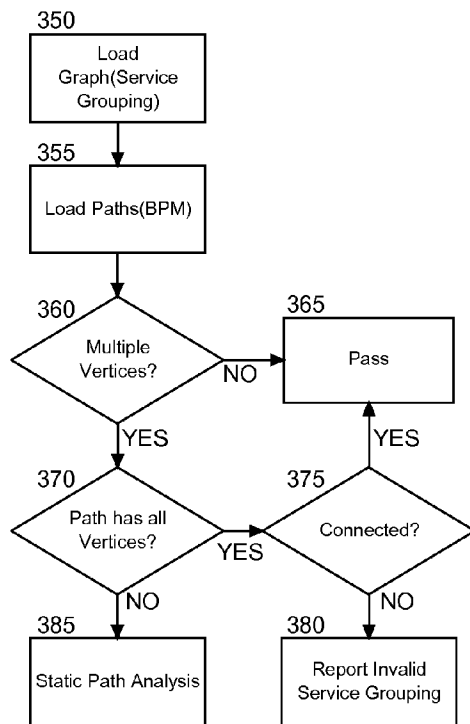 350
Load
Graph(Service
Grouping)
355
Load Paths(BPM)
360
Multiple
Vertices?
NO
365
Pass
YES
YES
370
Path has all
Vertices?
YES
375
Connected?
NO
NO
385
Static Path Analysis
380
Report Invalid
Service Grouping